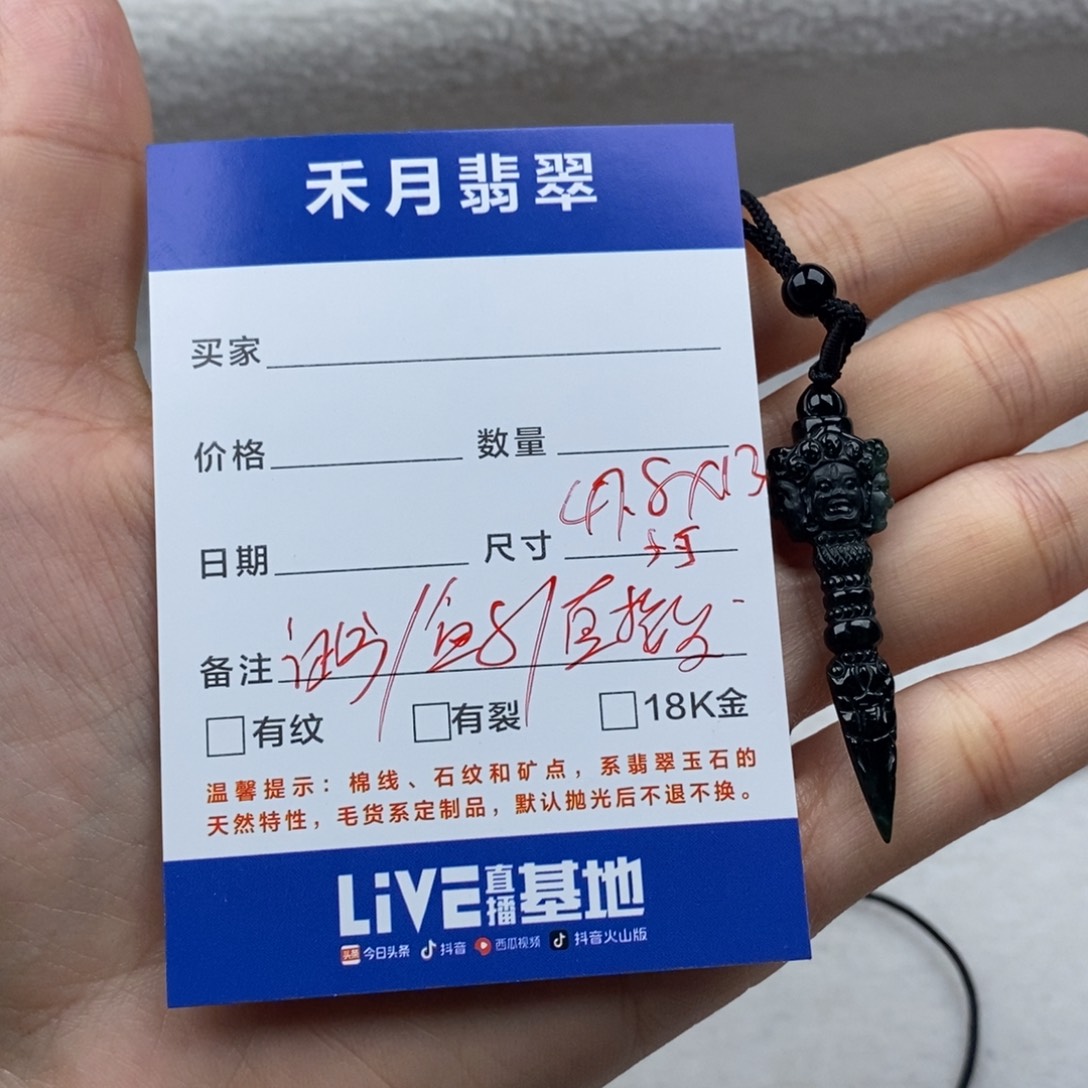 禾月翡翠
买家
价格 数量
47.8X13
日期 尺寸
备注
有纹 有裂 18K金
温馨提示：棉线、石纹和矿点，系翡翠玉石的
天然特性，毛货系定制品，默认抛光后不退不换。
LiVE直播基地
头条 今日头条 抖音 西瓜视频 抖音火山版